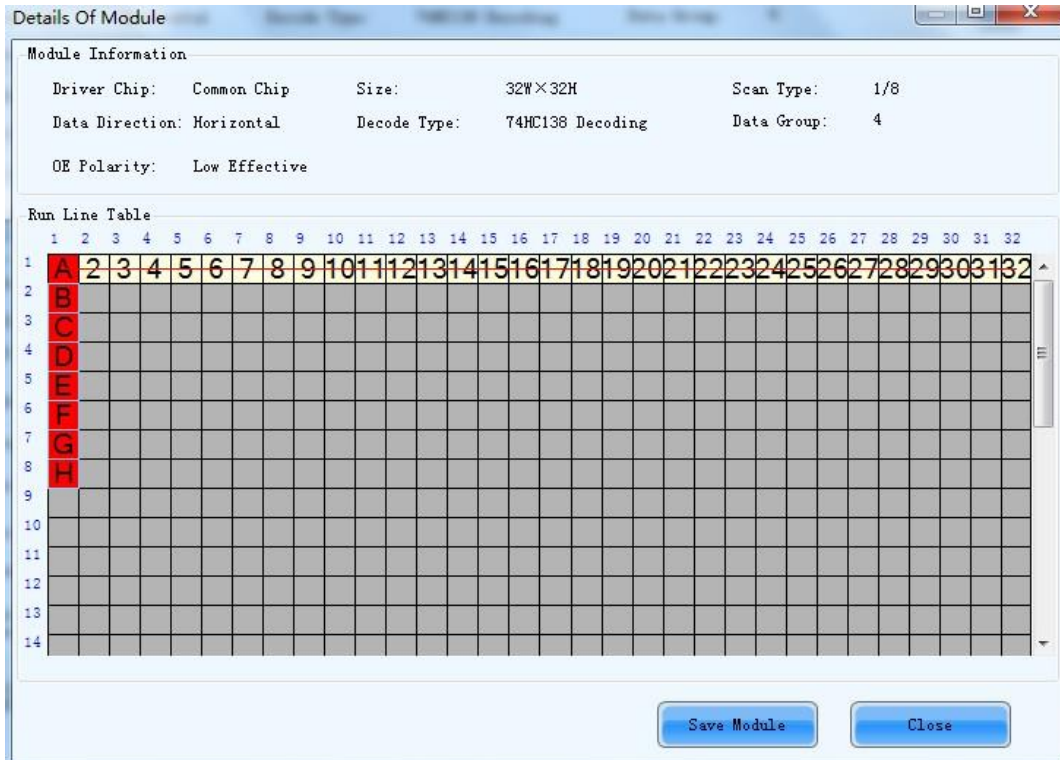 Details Of Module
Module Information
Driver Chip: Common Chip Size: 32W×32H Scan Type: 1/8
Data Direction: Horizontal Decode Type: 74HC138 Decoding Data Group: 4
OE Polarity: Low Effective
Run Line Table
1 2 3 4 5 6 7 8 9 10 11 12 13 14 15 16 17 18 19 20 21 22 23 24 25 26 27 28 29 30 31 32
1 A 2 3 4 5 6 7 8 9 10 11 12 13 14 15 16 17 18 19 20 21 22 23 24 25 26 27 28 29 30 31 32
2 B
3 C
4 D
5 E
6 F
7 G
8 H
9
10
11
12
13
14
Save Module Close